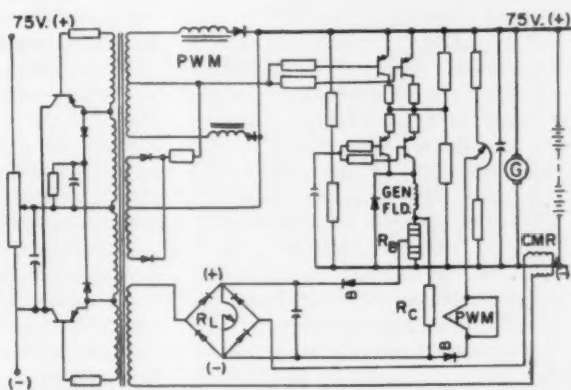 75V. (+)
75V. (+)
PWM
GEN
FLD.
G
R_B
CMR
(+)
(-)
B
R_L
R_C
PWM
B
(-)
(-)